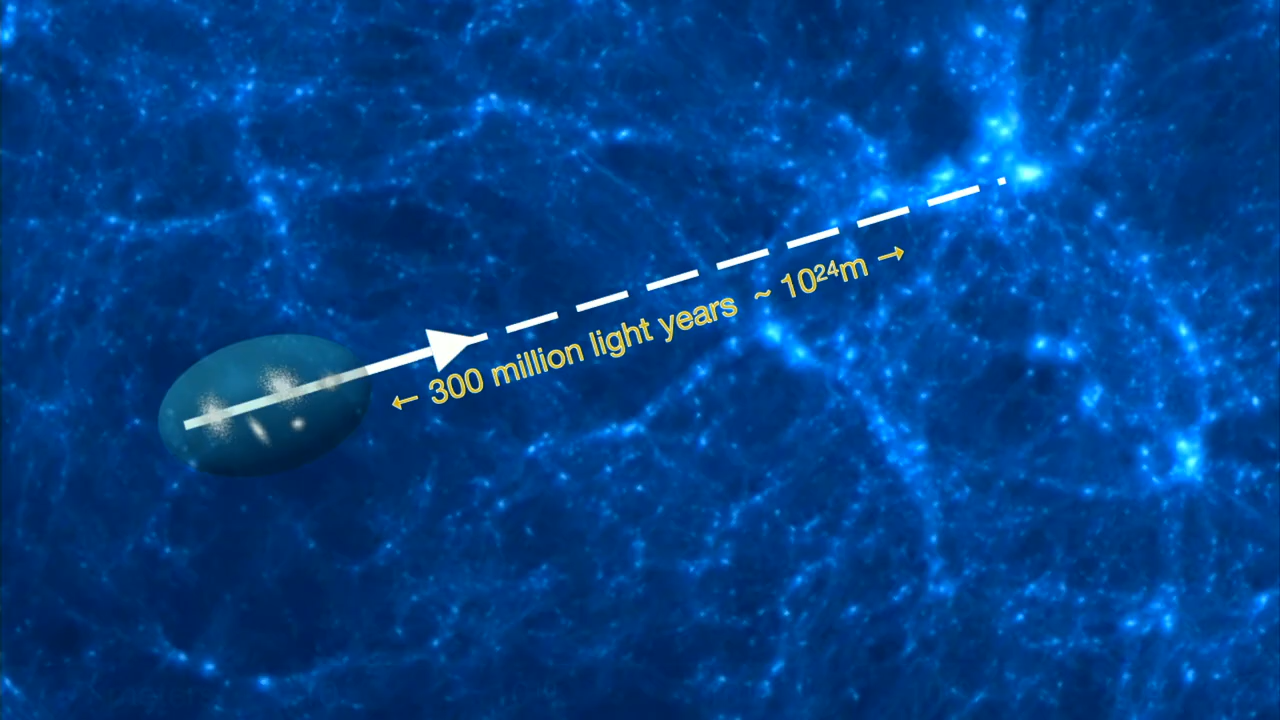 ← 300 million light years ~ 10²⁴m →